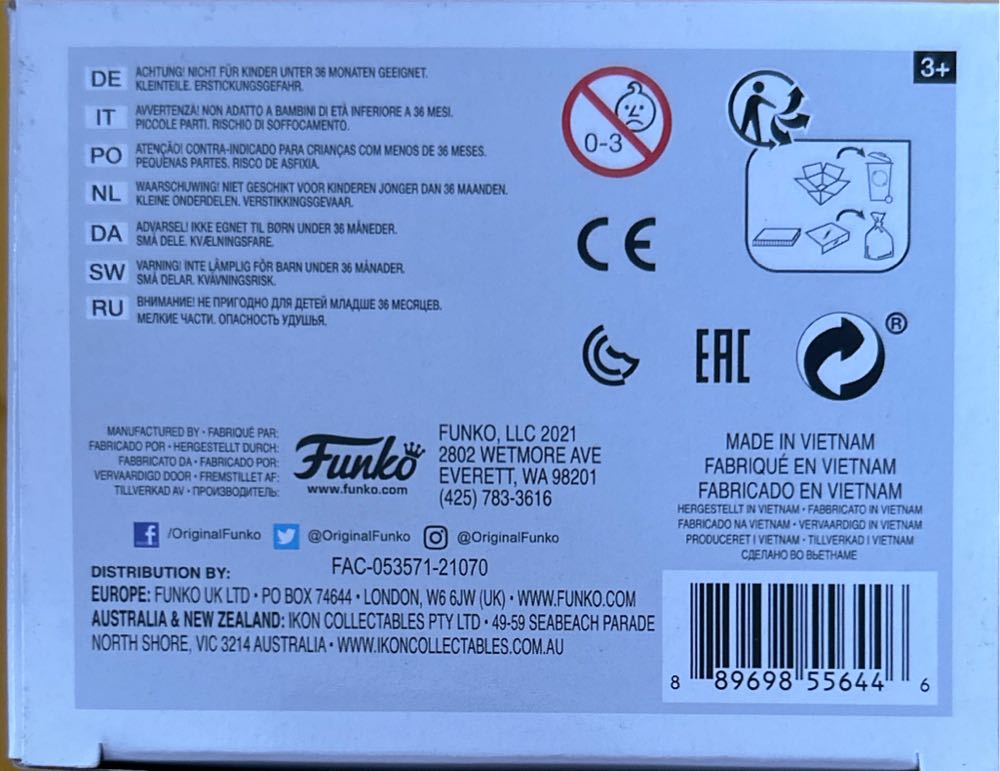 DE ACHTUNG! NICHT FÜR KINDER UNTER 36 MONATEN GEEIGNET.
KLEINTEILE. ERSTICKUNGSGEFAHR.
IT AVVERTENZA! NON ADATTO A BAMBINI DI ETÀ INFERIORE A 36 MESI.
PICCOLE PARTI. RISCHIO DI SOFFOCAMENTO.
PO ATENÇÃO! CONTRA-INDICADO PARA CRIANÇAS COM MENOS DE 36 MESES.
PEQUENAS PARTES. RISCO DE ASFIXIA.
NL WAARSCHUWING! NIET GESCHIKT VOOR KINDEREN JONGER DAN 36 MAANDEN.
KLEINE ONDERDELEN. VERSTIKKINGSGEVAAR.
DA ADVARSEL! IKKE EGNET TIL BØRN UNDER 36 MÅNEDER.
SMÅ DELE. KVÆLNINGSFARE.
SW VARNING! INTE LÄMPLIG FÖR BARN UNDER 36 MÅNADER.
SMÅ DELAR. KVÄVNINGSRISK.
RU ВНИМАНИЕ! НЕ ПРИГОДНО ДЛЯ ДЕТЕЙ МЛАДШЕ 36 МЕСЯЦЕВ.
МЕЛКИЕ ЧАСТИ. ОПАСНОСТЬ УДУШЬЯ.
0-3
3+
CE
EAC
®
MANUFACTURED BY • FABRIQUÉ PAR:
FABRICADO POR • HERGESTELLT DURCH:
FABBRICATO DA • FABRICADO POR:
VERVAARDIGD DOOR • FREMSTILLET AF:
TILLVERKAD AV • ПРОИЗВОДИТЕЛЬ:
Funko
www.funko.com
FUNKO, LLC 2021
2802 WETMORE AVE
EVERETT, WA 98201
(425) 783-3616
MADE IN VIETNAM
FABRIQUÉ EN VIETNAM
FABRICADO EN VIETNAM
HERGESTELLT IN VIETNAM • FABBRICATO IN VIETNAM
FABRICADO NA VIETNAM • VERVAARDIGD IN VIETNAM
PRODUCERET I VIETNAM • TILLVERKAD I VIETNAM
СДЕЛАНО ВО ВЬЕТНАМЕ
f /OriginalFunko @OriginalFunko @OriginalFunko
FAC-053571-21070
DISTRIBUTION BY:
EUROPE: FUNKO UK LTD • PO BOX 74644 • LONDON, W6 6JW (UK) • WWW.FUNKO.COM
AUSTRALIA & NEW ZEALAND: IKON COLLECTABLES PTY LTD • 49-59 SEABEACH PARADE
NORTH SHORE, VIC 3214 AUSTRALIA • WWW.IKONCOLLECTABLES.COM.AU
8 89698 55644 6